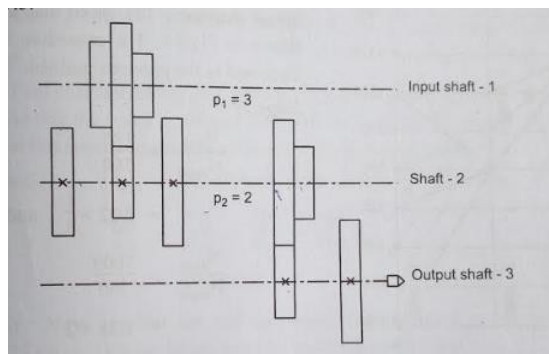 Input shaft - 1
p₁ = 3
Shaft - 2
p₂ = 2
Output shaft - 3